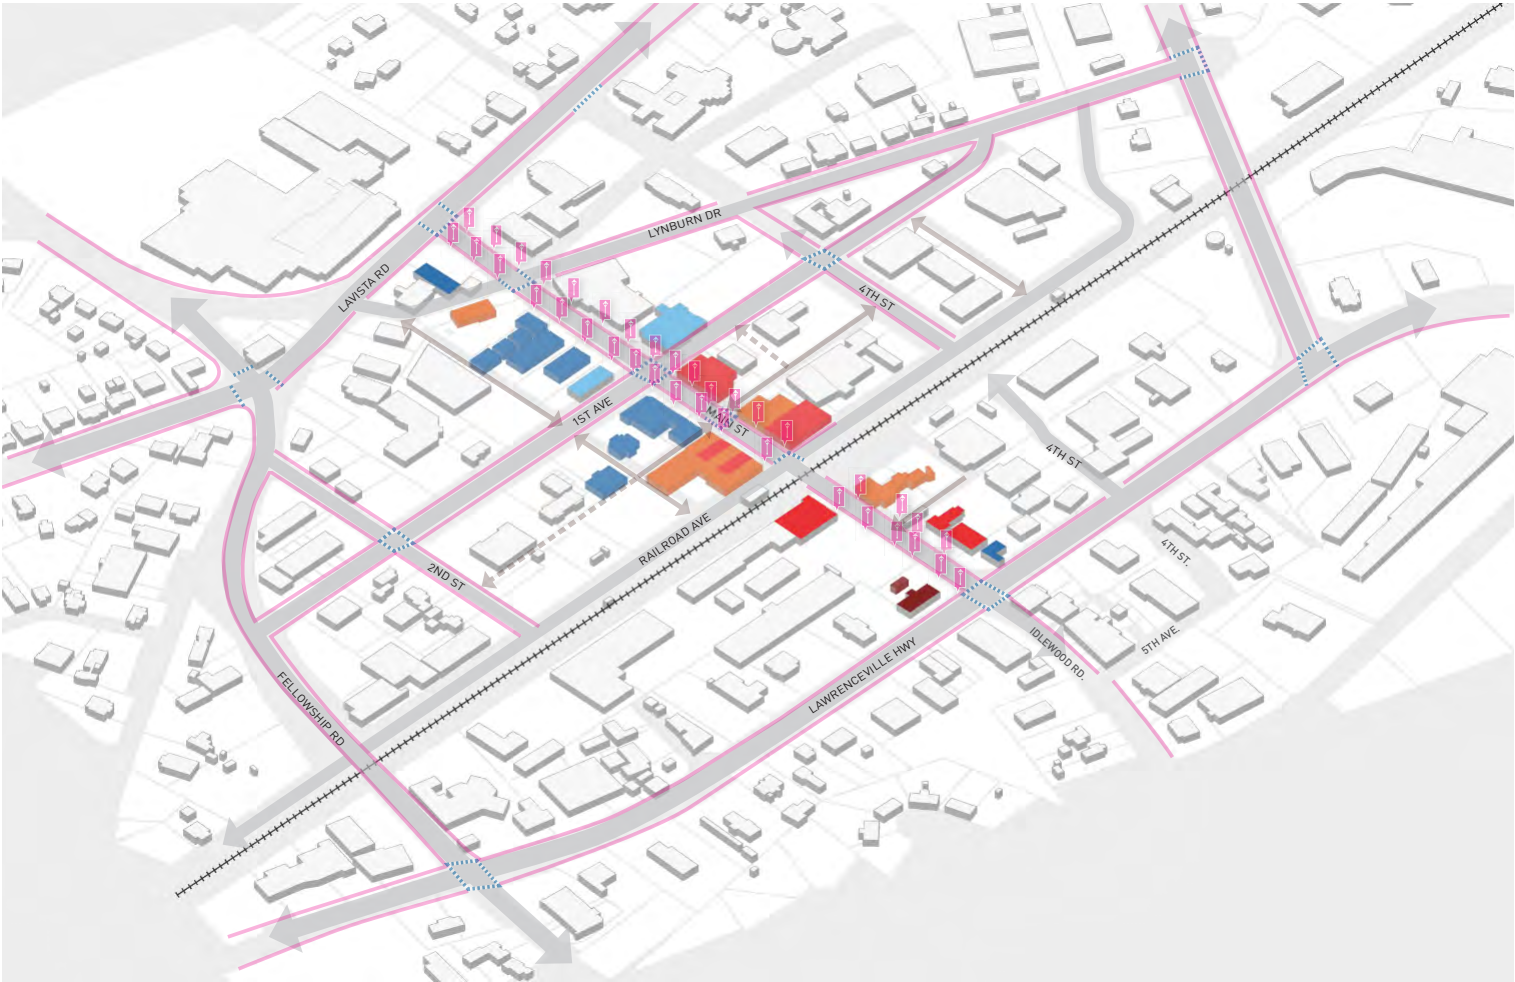 LYNBURN DR
LAVISTA RD
4TH ST
1ST AVE
MAIN ST
4TH ST
RAILROAD AVE
4TH ST.
2ND ST
IDLEWOOD RD.
5TH AVE
LAWRENCEVILLE HWY
FELLOWSHIP RD